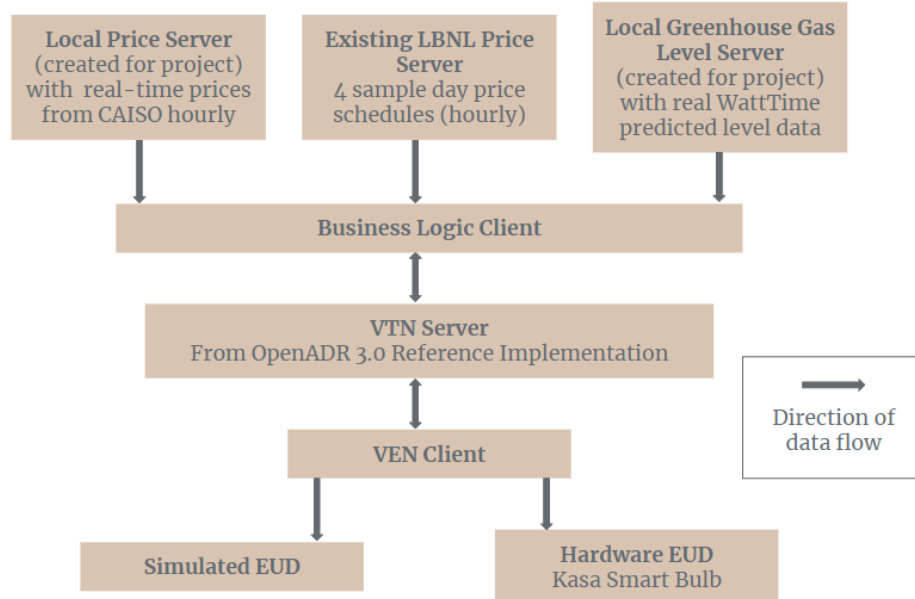 Local Price Server
(created for project)
with real-time prices
from CAISO hourly
Existing LBNL Price
Server
4 sample day price
schedules (hourly)
Local Greenhouse Gas
Level Server
(created for project)
with real WattTime
predicted level data
Business Logic Client
VTN Server
From OpenADR 3.0 Reference Implementation
Direction of
data flow
VEN Client
Simulated EUD
Hardware EUD
Kasa Smart Bulb